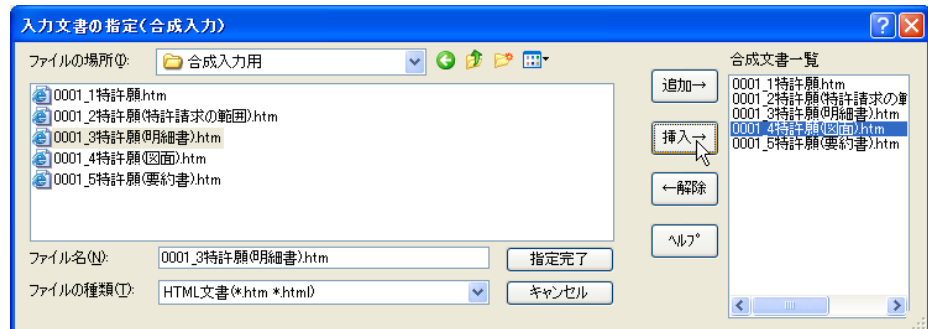 入力文書の指定(合成入力)
ファイルの場所(I):
合成入力用
0001_1特許願.htm
0001_2特許願(特許請求の範囲).htm
0001_3特許願(明細書).htm
0001_4特許願(図面).htm
0001_5特許願(要約書).htm
ファイル名(N):
0001_3特許願(明細書).htm
指定完了
ファイルの種類(T):
HTML文書(*.htm *.html)
キャンセル
追加→
挿入→
←解除
ヘルプ
合成文書一覧
0001_1特許願.htm
0001_2特許願(特許請求の範
0001_3特許願(明細書).htm
0001_4特許願(図面).htm
0001_5特許願(要約書).htm